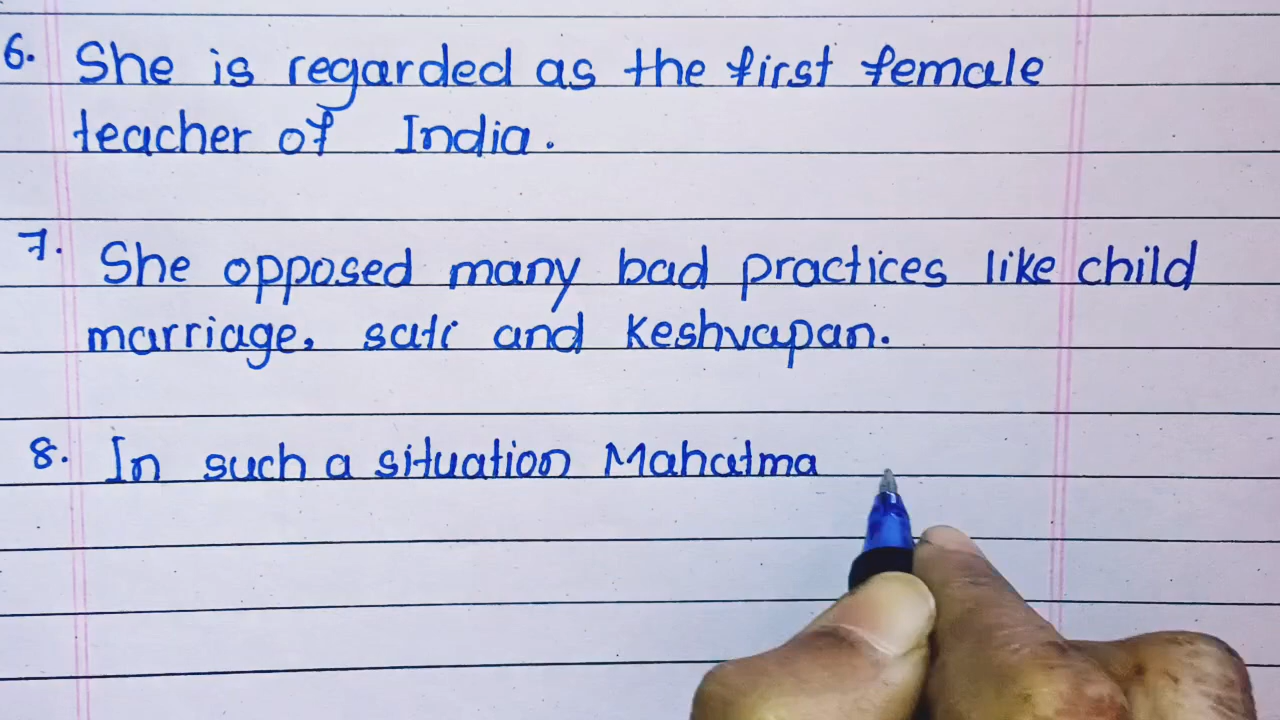 6. She is regarded as the first female
teacher of India.
7. She opposed many bad practices like child
marriage, sati and Keshvapan.
8. In such a situation Mahatma